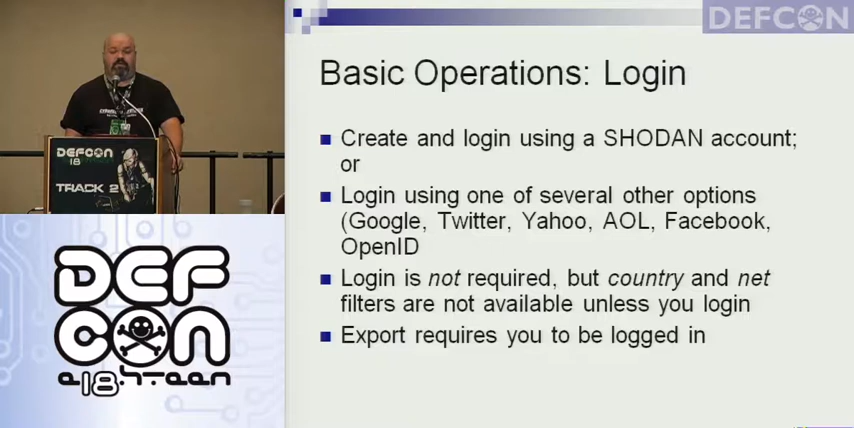 DEFCON
Basic Operations: Login
Create and login using a SHODAN account;
or
Login using one of several other options
(Google, Twitter, Yahoo, AOL, Facebook,
OpenID
Login is not required, but country and net
filters are not available unless you login
Export requires you to be logged in
DEFCON
18
TRACK 2
DEF
CON
e18hteen